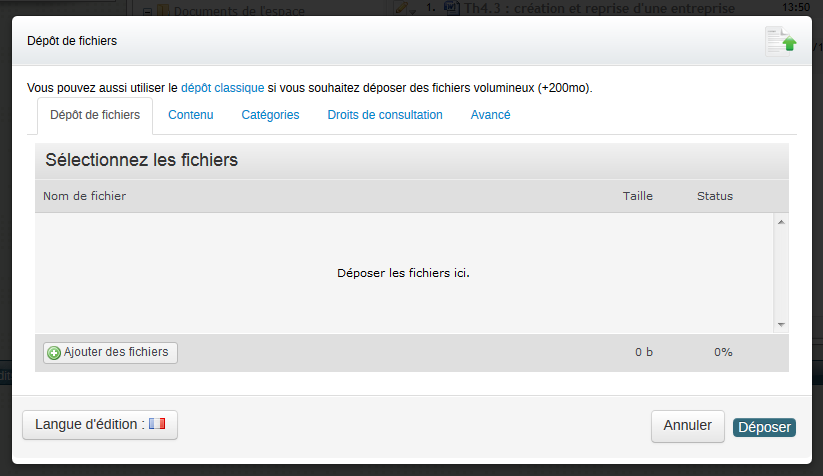 Documents de l'espace
1. Th4.3 : création et reprise d'une entreprise
13:50
Dépôt de fichiers
Vous pouvez aussi utiliser le dépôt classique si vous souhaitez déposer des fichiers volumineux (+200mo).
Dépôt de fichiers Contenu Catégories Droits de consultation Avancé
Sélectionnez les fichiers
Nom de fichier Taille Status
Déposer les fichiers ici.
Ajouter des fichiers 0 b 0%
Langue d'édition : Annuler Déposer